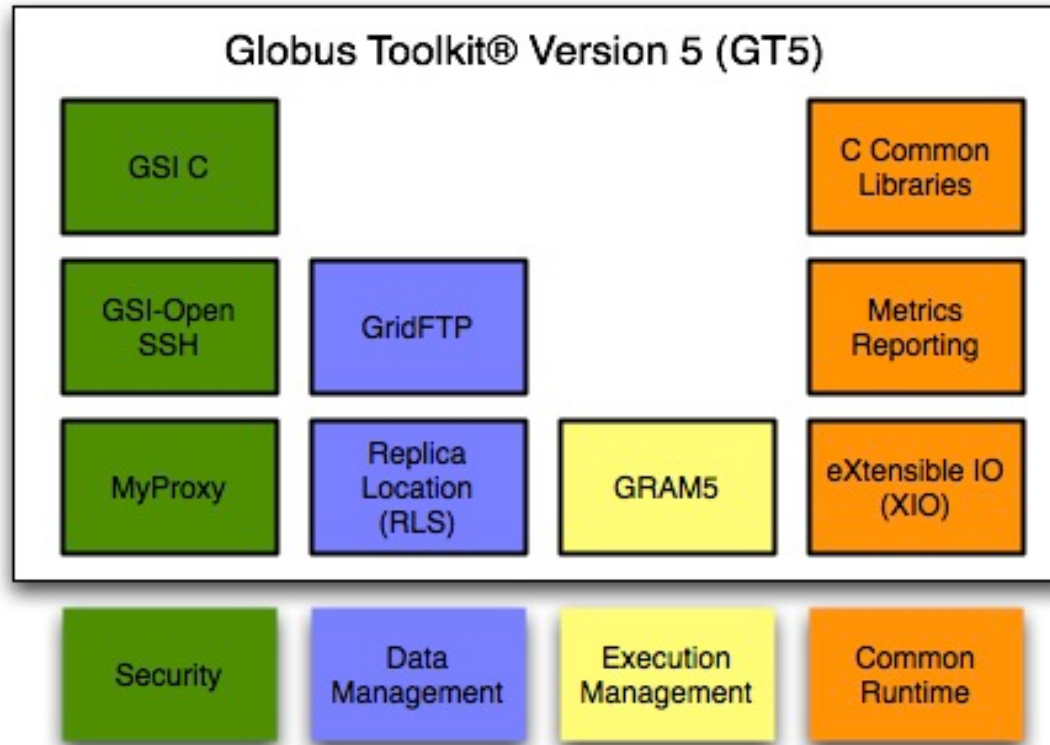 Globus Toolkit® Version 5 (GT5)
GSI C
C Common
Libraries
GSI-Open
SSH
GridFTP
Metrics
Reporting
MyProxy
Replica
Location
(RLS)
GRAM5
eXtensible IO
(XIO)
Security
Data
Management
Execution
Management
Common
Runtime